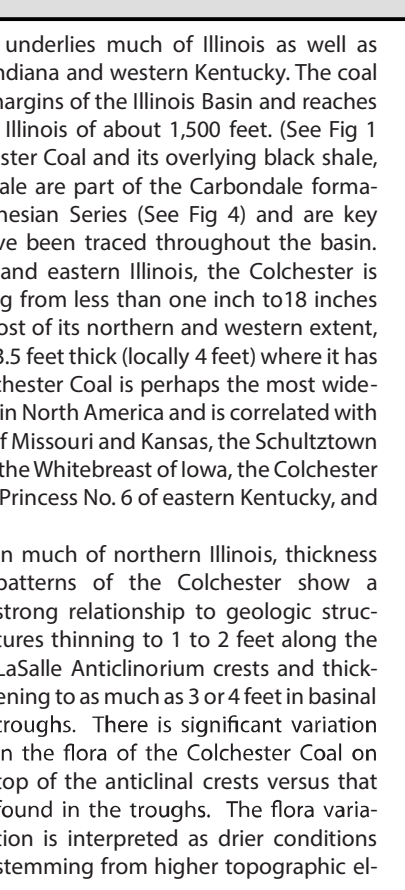 underlies much of Illinois as well as
ndiana and western Kentucky. The coal
margins of the Illinois Basin and reaches
Illinois of about 1,500 feet. (See Fig 1
ster Coal and its overlying black shale,
ale are part of the Carbondale forma-
nesian Series (See Fig 4) and are key
ve been traced throughout the basin.
and eastern Illinois, the Colchester is
g from less than one inch to18 inches
ost of its northern and western extent,
3.5 feet thick (locally 4 feet) where it has
chester Coal is perhaps the most wide-
in North America and is correlated with
f Missouri and Kansas, the Schultztown
the Whitebreast of Iowa, the Colchester
Princess No. 6 of eastern Kentucky, and
n much of northern Illinois, thickness
patterns of the Colchester show a
strong relationship to geologic struc-
tures thinning to 1 to 2 feet along the
LaSalle Anticlinorium crests and thick-
ening to as much as 3 or 4 feet in basinal
troughs. There is significant variation
n the flora of the Colchester Coal on
top of the anticlinal crests versus that
found in the troughs. The flora varia-
tion is interpreted as drier conditions
stemming from higher topographic el-